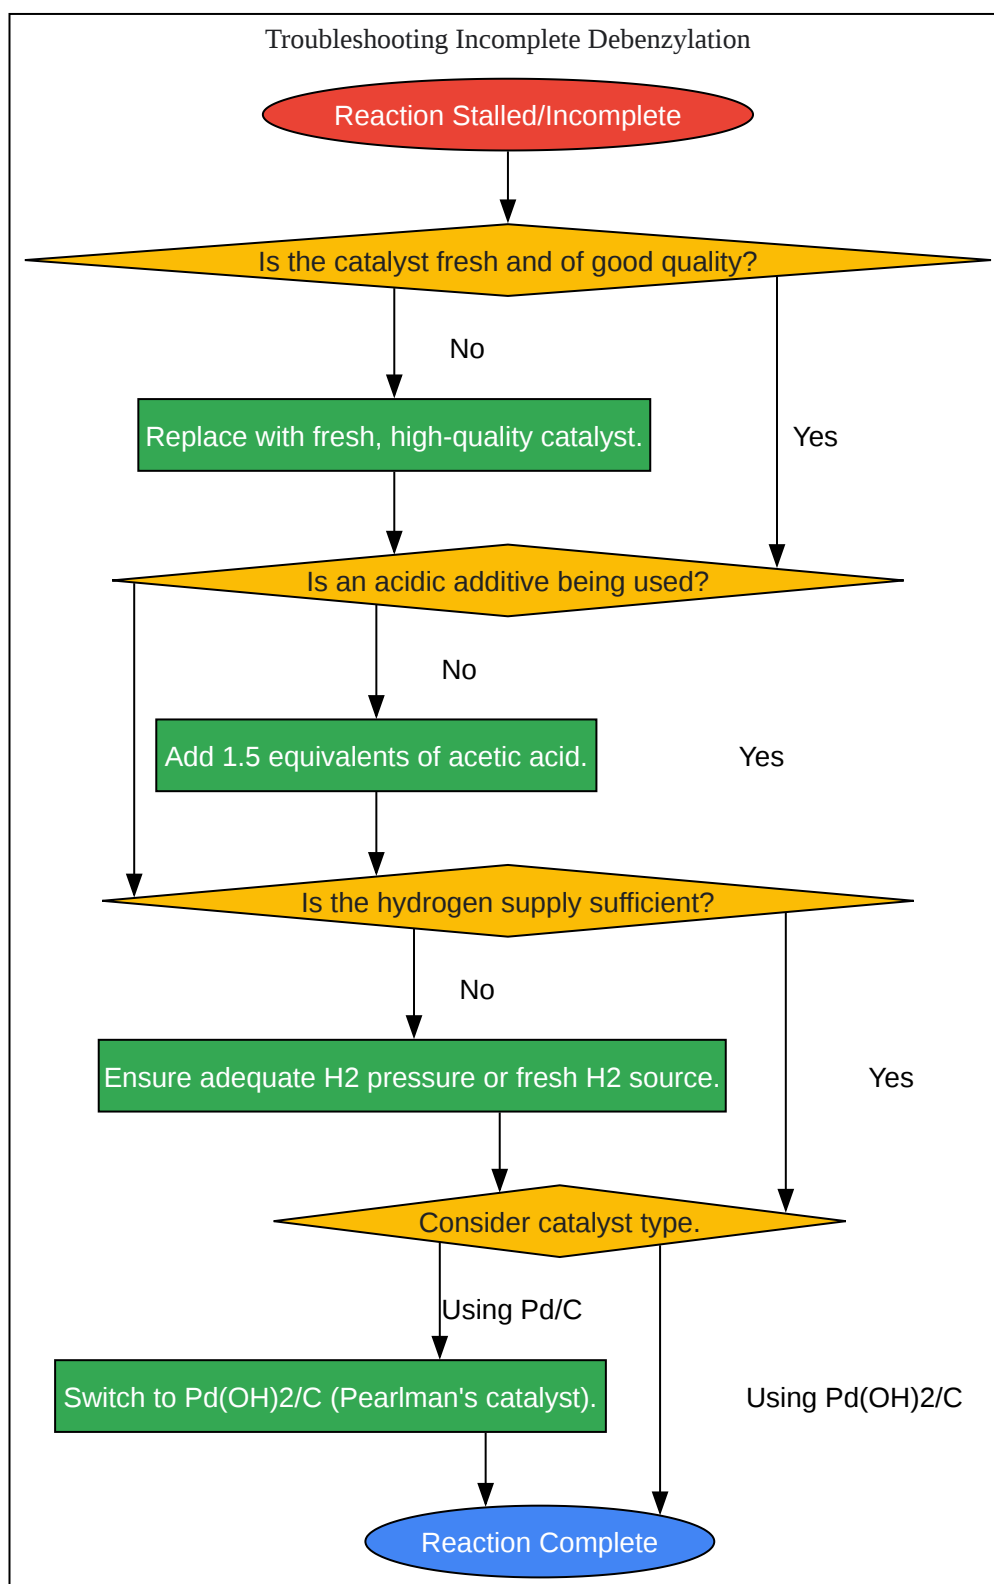 Troubleshooting Incomplete Debenzylation
Reaction Stalled/Incomplete
Is the catalyst fresh and of good quality?
No
Replace with fresh, high-quality catalyst.
Yes
Is an acidic additive being used?
No
Add 1.5 equivalents of acetic acid.
Yes
Is the hydrogen supply sufficient?
No
Ensure adequate H2 pressure or fresh H2 source.
Yes
Consider catalyst type.
Using Pd/C
Switch to Pd(OH)2/C (Pearlman's catalyst).
Using Pd(OH)2/C
Reaction Complete